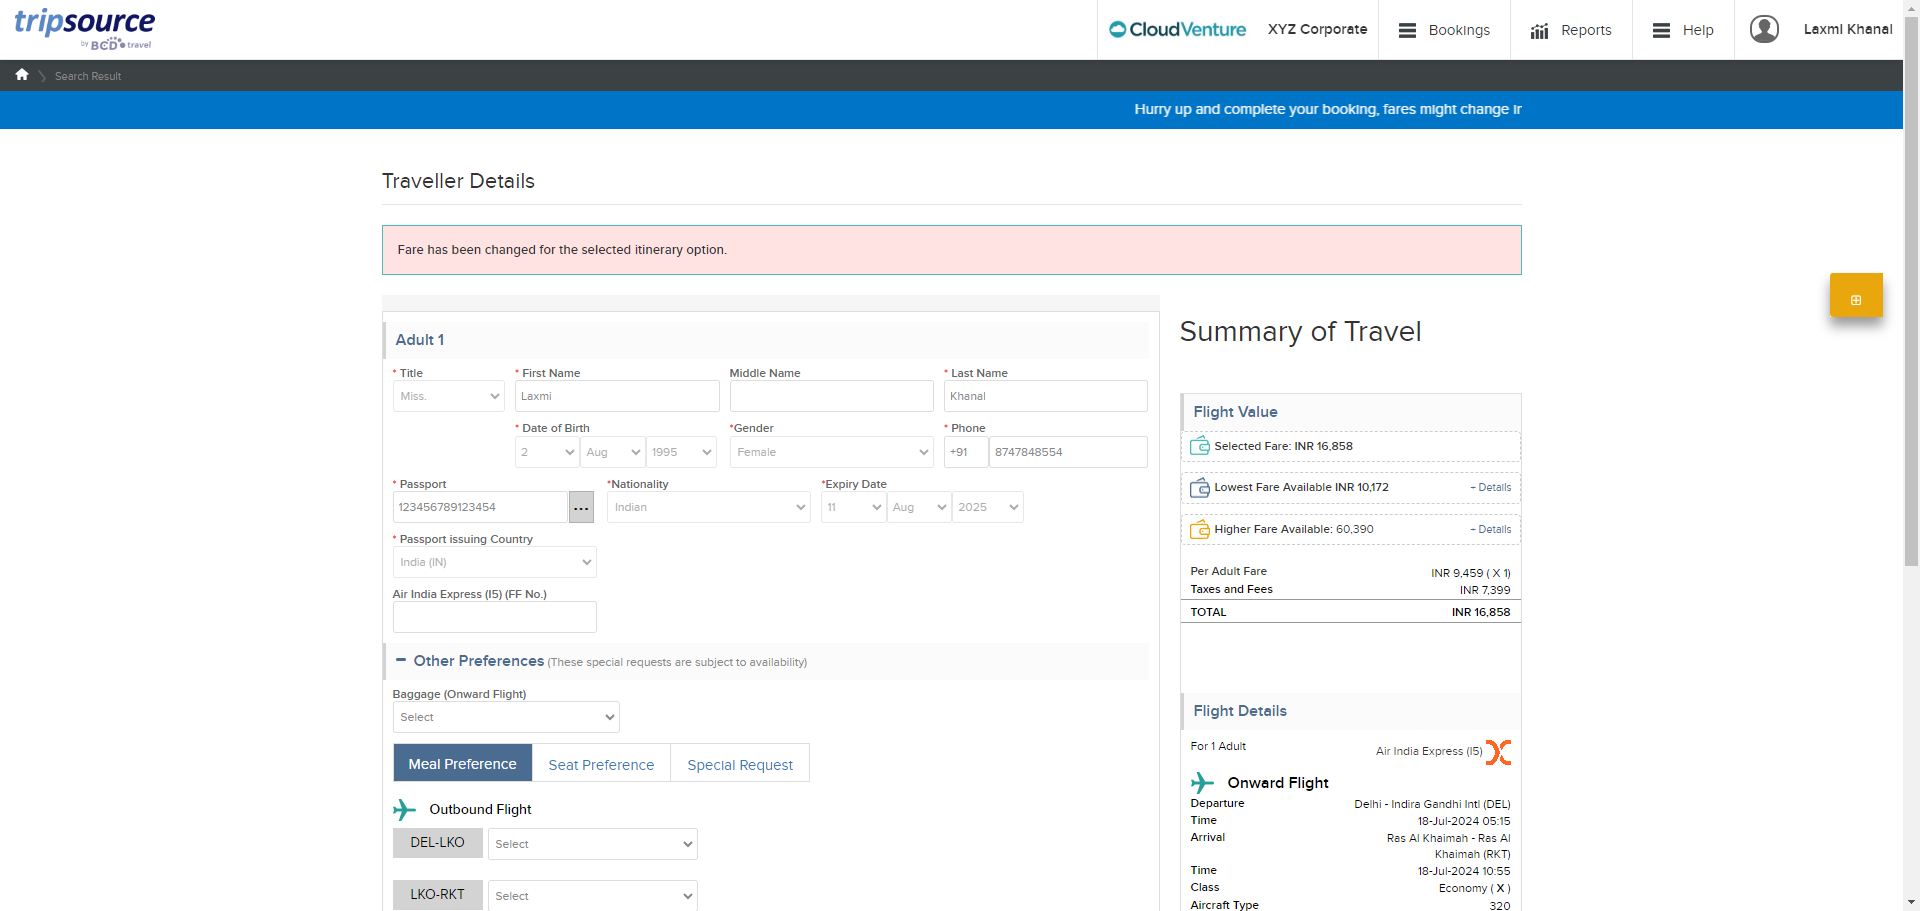 tripsource
by BCD travel
CloudVenture
XYZ Corporate
Bookings
Reports
Help
Laxmi Khanal
Search Result
Hurry up and complete your booking, fares might change in
Traveller Details
Fare has been changed for the selected itinerary option.
Adult 1
* Title
* First Name
Middle Name
* Last Name
Miss.
Laxmi
Khanal
* Date of Birth
*Gender
* Phone
2
Aug
1995
Female
+91
8747848554
* Passport
*Nationality
*Expiry Date
123456789123454
...
Indian
11
Aug
2025
* Passport issuing Country
India (IN)
Air India Express (I5) (FF No.)
− Other Preferences (These special requests are subject to availability)
Baggage (Onward Flight)
Select
Meal Preference
Seat Preference
Special Request
Outbound Flight
DEL-LKO
Select
LKO-RKT
Select
Summary of Travel
Flight Value
Selected Fare: INR 16,858
Lowest Fare Available INR 10,172
+ Details
Higher Fare Available: 60,390
+ Details
Per Adult Fare
INR 9,459 ( X 1)
Taxes and Fees
INR 7,399
TOTAL
INR 16,858
Flight Details
For 1 Adult
Air India Express (I5)
Onward Flight
Departure
Delhi - Indira Gandhi Intl (DEL)
Time
18-Jul-2024 05:15
Arrival
Ras Al Khaimah - Ras Al
Khaimah (RKT)
Time
18-Jul-2024 10:55
Class
Economy ( X )
Aircraft Type
320